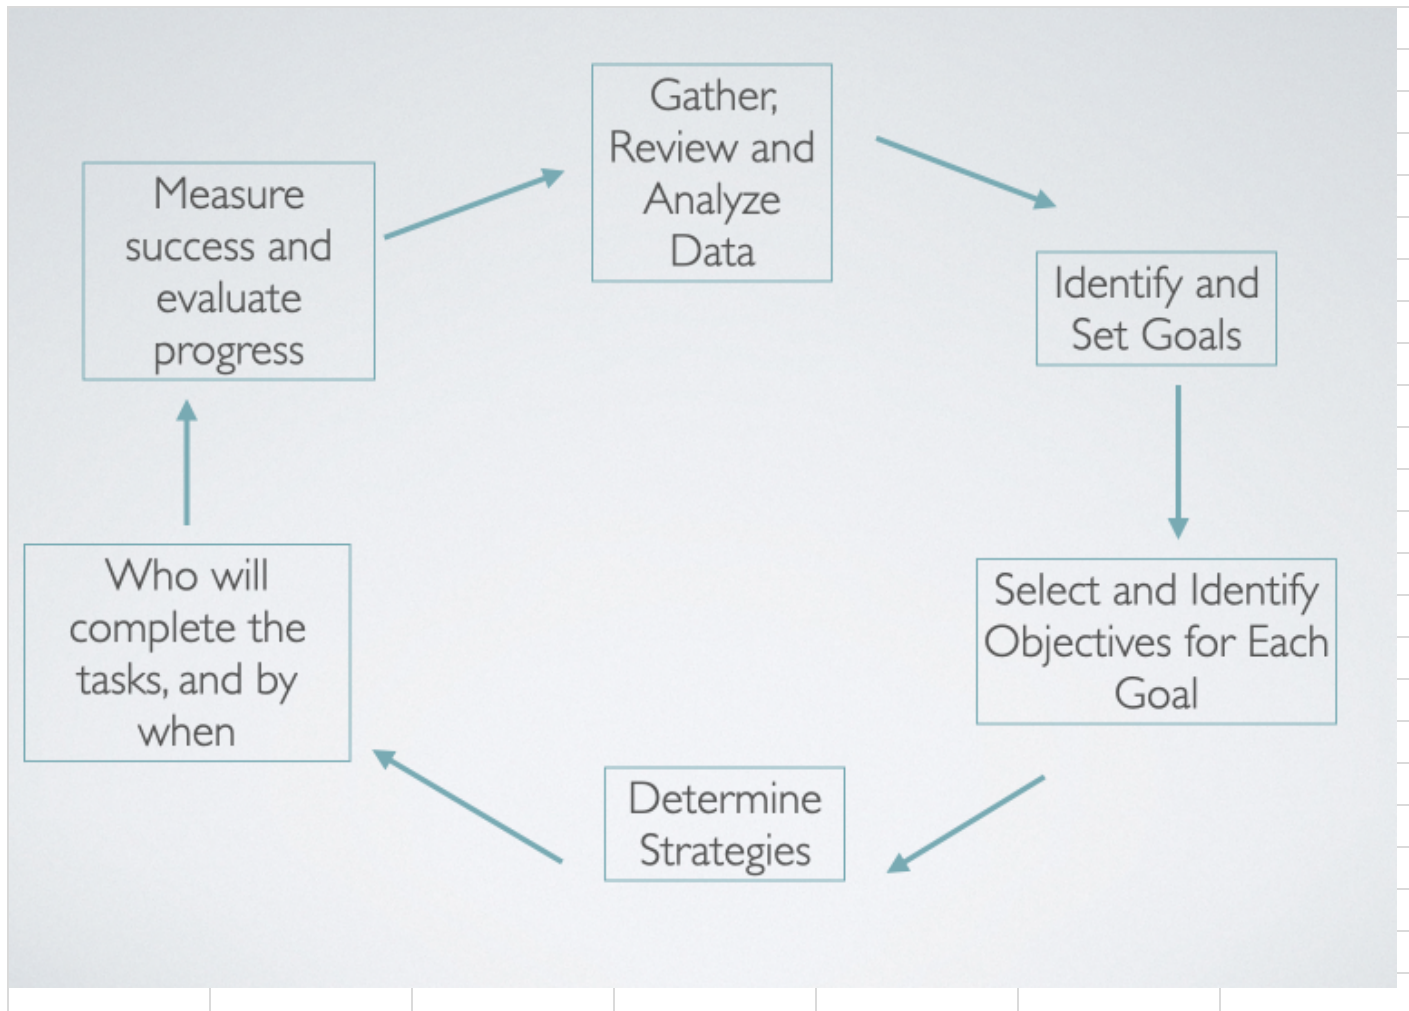 Gather,
Review and
Analyze
Data
Identify and
Set Goals
Select and Identify
Objectives for Each
Goal
Determine
Strategies
Who will
complete the
tasks, and by
when
Measure
success and
evaluate
progress